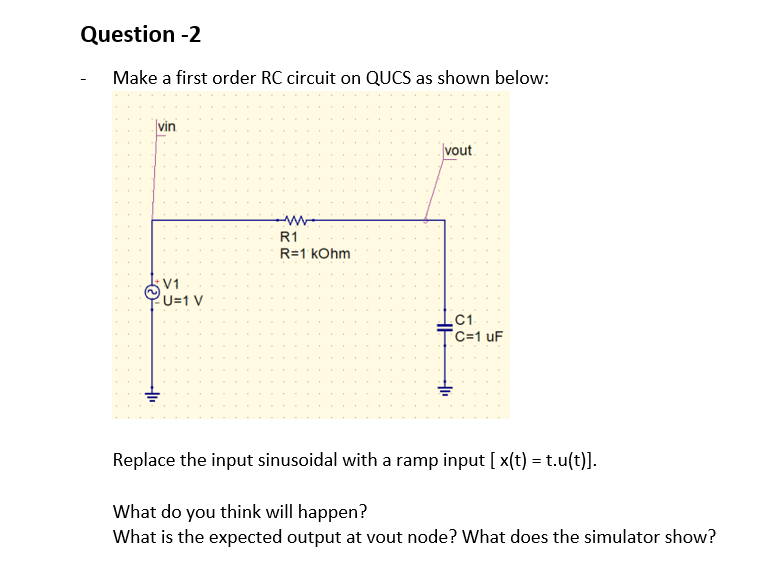 Question -2
- Make a first order RC circuit on QUCS as shown below:
vin
vout
R1
R=1 kOhm
V1
U=1 V
C1
C=1 uF
Replace the input sinusoidal with a ramp input [ x(t) = t.u(t)].
What do you think will happen?
What is the expected output at vout node? What does the simulator show?